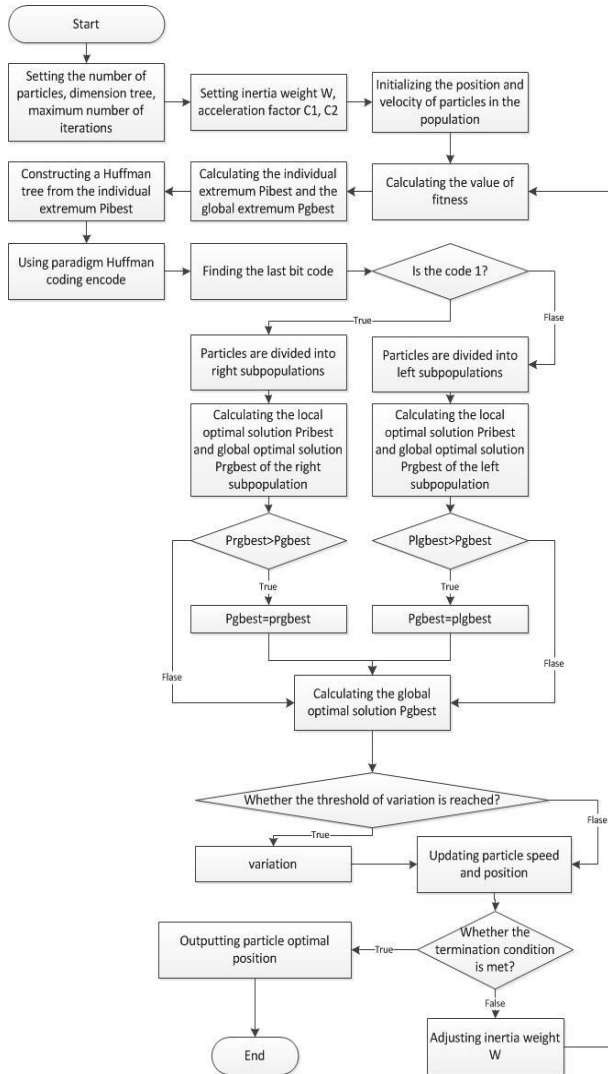 Start
Setting the number of
particles, dimension tree,
maximum number of
iterations
Setting inertia weight W,
acceleration factor C1, C2
Initializing the position and
velocity of particles in the
population
Constructing a Huffman
tree from the individual
extremum Pibest
Calculating the individual
extremum Pibest and the
global extremum Pgbest
Calculating the value of
fitness
Using paradigm Huffman
coding encode
Finding the last bit code
Is the code 1?
True
Flase
Particles are divided into
right subpopulations
Particles are divided into
left subpopulations
Calculating the local
optimal solution Pribest
and global optimal solution
Prgbest of the right
subpopulation
Calculating the local
optimal solution Pribest
and global optimal solution
Prgbest of the left
subpopulation
Prgbest>Pgbest
Plgbest>Pgbest
True
True
Pgbest=prgbest
Pgbest=plgbest
Flase
Flase
Calculating the global
optimal solution Pgbest
Whether the threshold of variation is reached?
True
Flase
variation
Updating particle speed
and position
Whether the
termination condition
is met?
True
Outputting particle optimal
position
False
End
Adjusting inertia weight
W